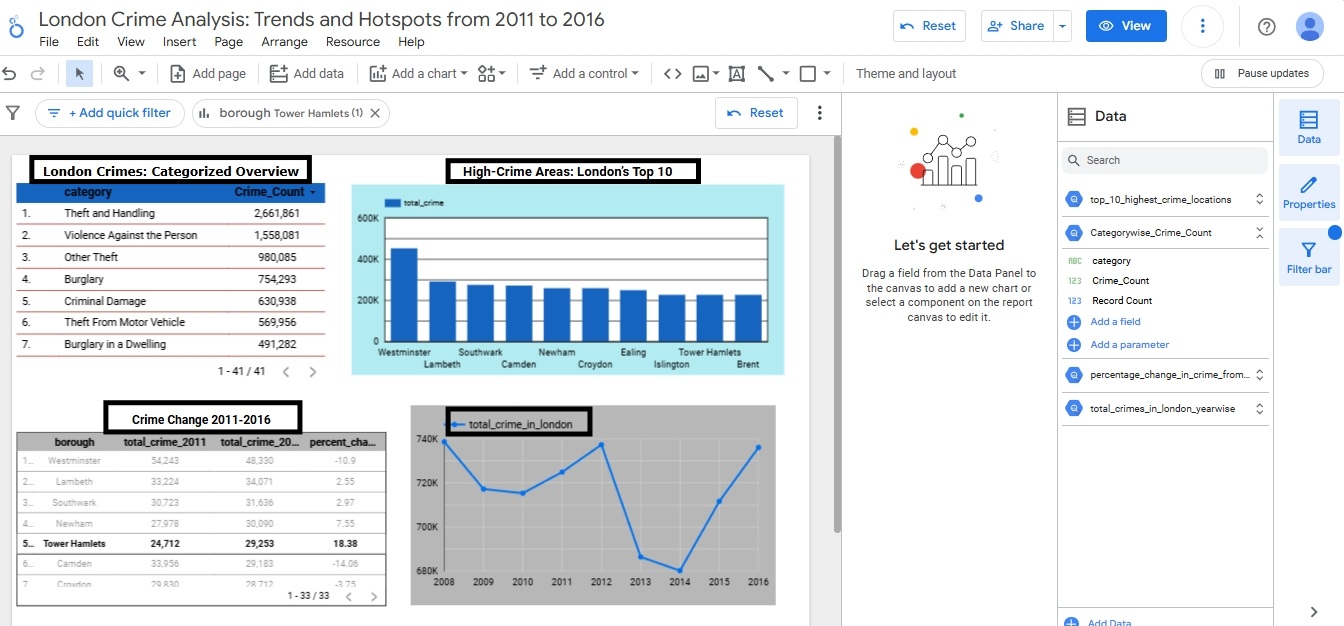 London Crime Analysis: Trends and Hotspots from 2011 to 2016
File Edit View Insert Page Arrange Resource Help
Reset Share View
Add page Add data Add a chart Add a control Theme and layout Pause updates
+ Add quick filter borough Tower Hamlets (1) Reset
London Crimes: Categorized Overview
category Crime_Count
1. Theft and Handling 2,661,861
2. Violence Against the Person 1,558,081
3. Other Theft 980,085
4. Burglary 754,293
5. Criminal Damage 630,938
6. Theft From Motor Vehicle 569,956
7. Burglary in a Dwelling 491,282
1 - 41 / 41
High-Crime Areas: London's Top 10
total_crime
600K
400K
200K
0
Westminster Southwark Newham Ealing Tower Hamlets
Lambeth Camden Croydon Islington Brent
Crime Change 2011-2016
borough total_crime_2011 total_crime_20... percent_cha...
1... Westminster 54,243 48,330 -10.9
2... Lambeth 33,224 34,071 2.55
3... Southwark 30,723 31,636 2.97
4... Newham 27,978 30,090 7.55
5... Tower Hamlets 24,712 29,253 18.38
6... Camden 33,956 29,183 -14.06
7... Croydon 29,830 28,712 -3.75
1 - 33 / 33
total_crime_in_london
740K
720K
700K
680K
2008 2009 2010 2011 2012 2013 2014 2015 2016
Let's get started
Drag a field from the Data Panel to
the canvas to add a new chart or
select a component on the report
canvas to edit it.
Data
Search
top_10_highest_crime_locations
Categorywise_Crime_Count
ABC category
123 Crime_Count
123 Record Count
Add a field
Add a parameter
percentage_change_in_crime_from...
total_crimes_in_london_yearwise
Add Data
Data
Properties
Filter bar